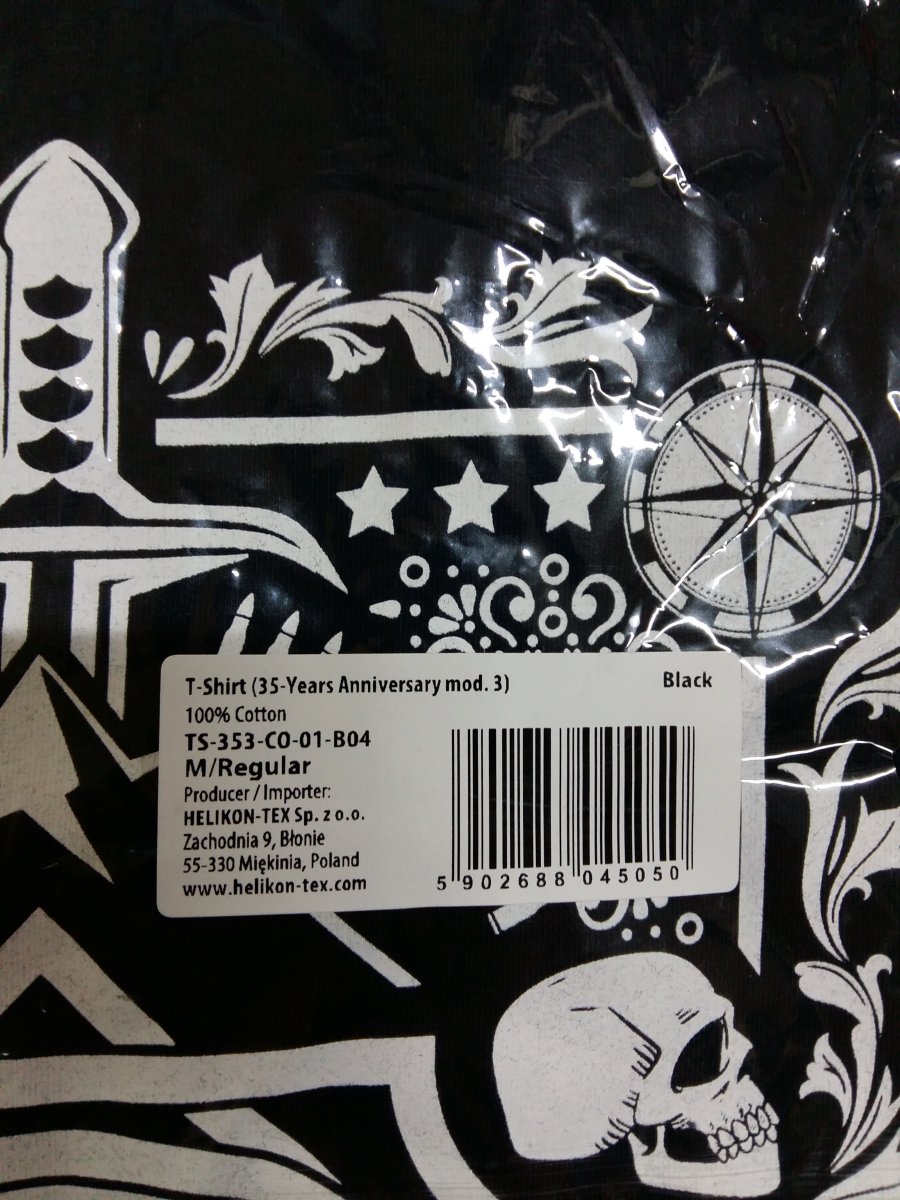 T-Shirt (35-Years Anniversary mod. 3) Black
100% Cotton
TS-353-CO-01-B04
M/Regular
Producer / Importer:
HELIKON-TEX Sp. z o.o.
Zachodnia 9, Błonie
55-330 Miękinia, Poland
www.helikon-tex.com
5 902688 045050